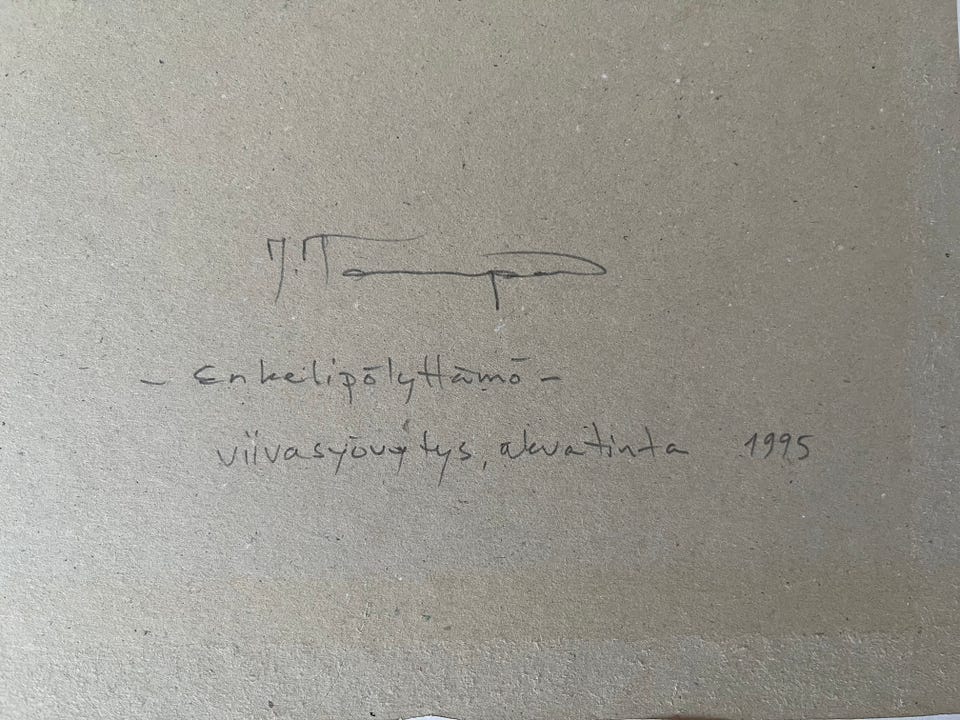 J. T
– Enkelipölyttämö –
viivasyövytys, akvatinta 1995